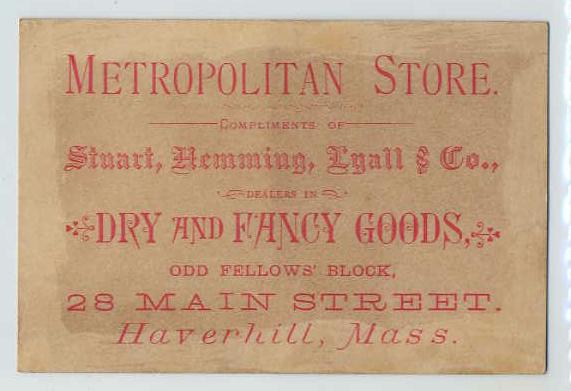 METROPOLITAN STORE.
COMPLIMENTS OF
Stuart, Hemming, Lyall & Co.,
DEALERS IN
DRY AND FANCY GOODS,
ODD FELLOWS' BLOCK,
28 MAIN STREET.
Haverhill, Mass.